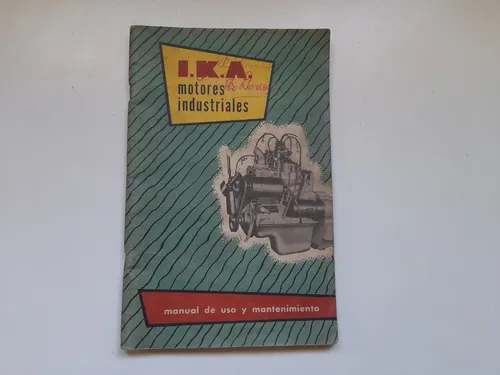 I.K.A.
motores
industriales
manual de uso y mantenimiento